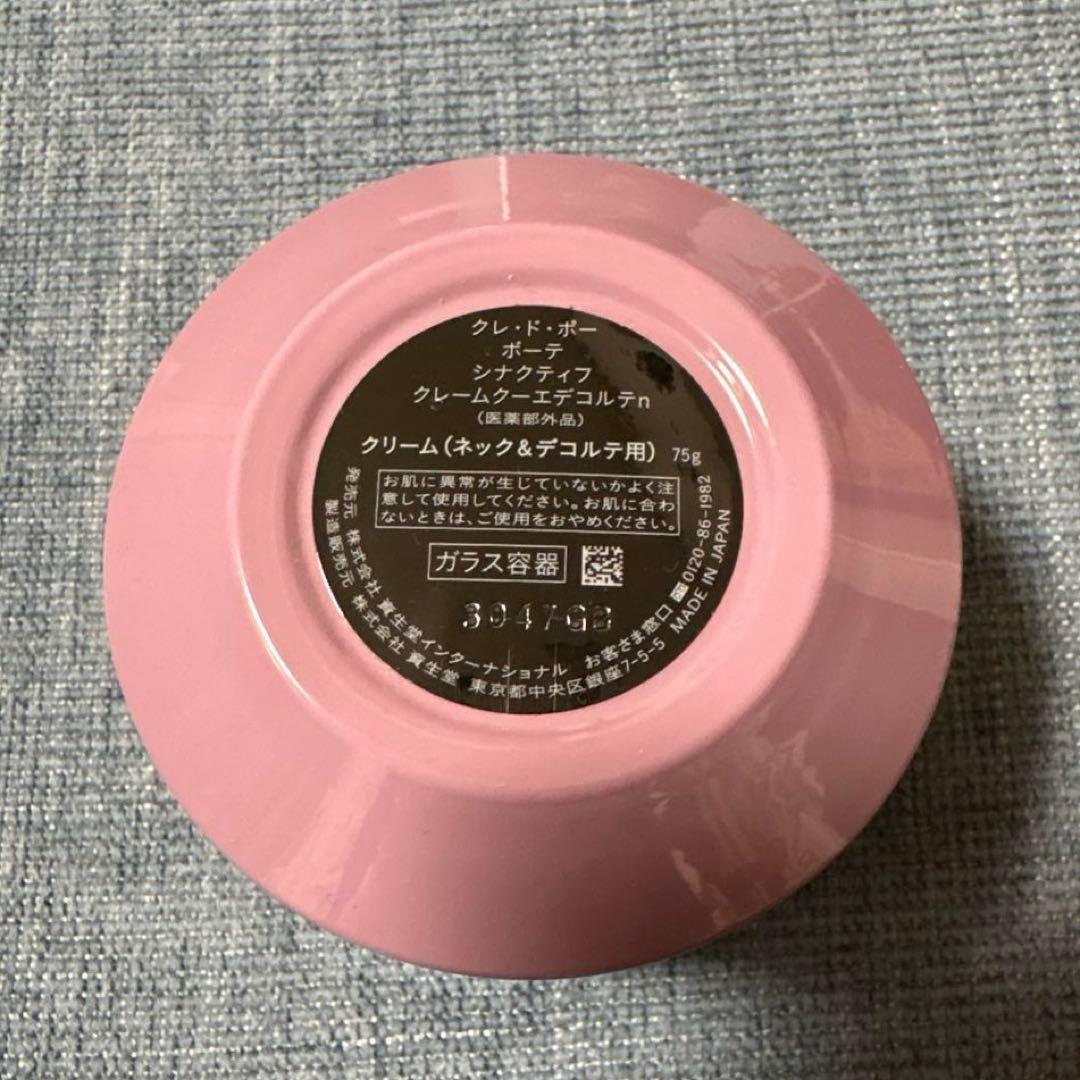 クレ・ド・ポー
ボーテ
シナクティフ
クレームクーエデコルテn
(医薬部外品)
クリーム(ネック&デコルテ用) 75g
お肌に異常が生じていないかよく注
意して使用してください。お肌に合わ
ないときは、ご使用をおやめください。
ガラス容器
3947GB
発売元 株式会社 資生堂インターナショナル お客さま窓口 0120-86-1982
製造販売元 株式会社 資生堂 東京都中央区銀座7-5-5 MADE IN JAPAN